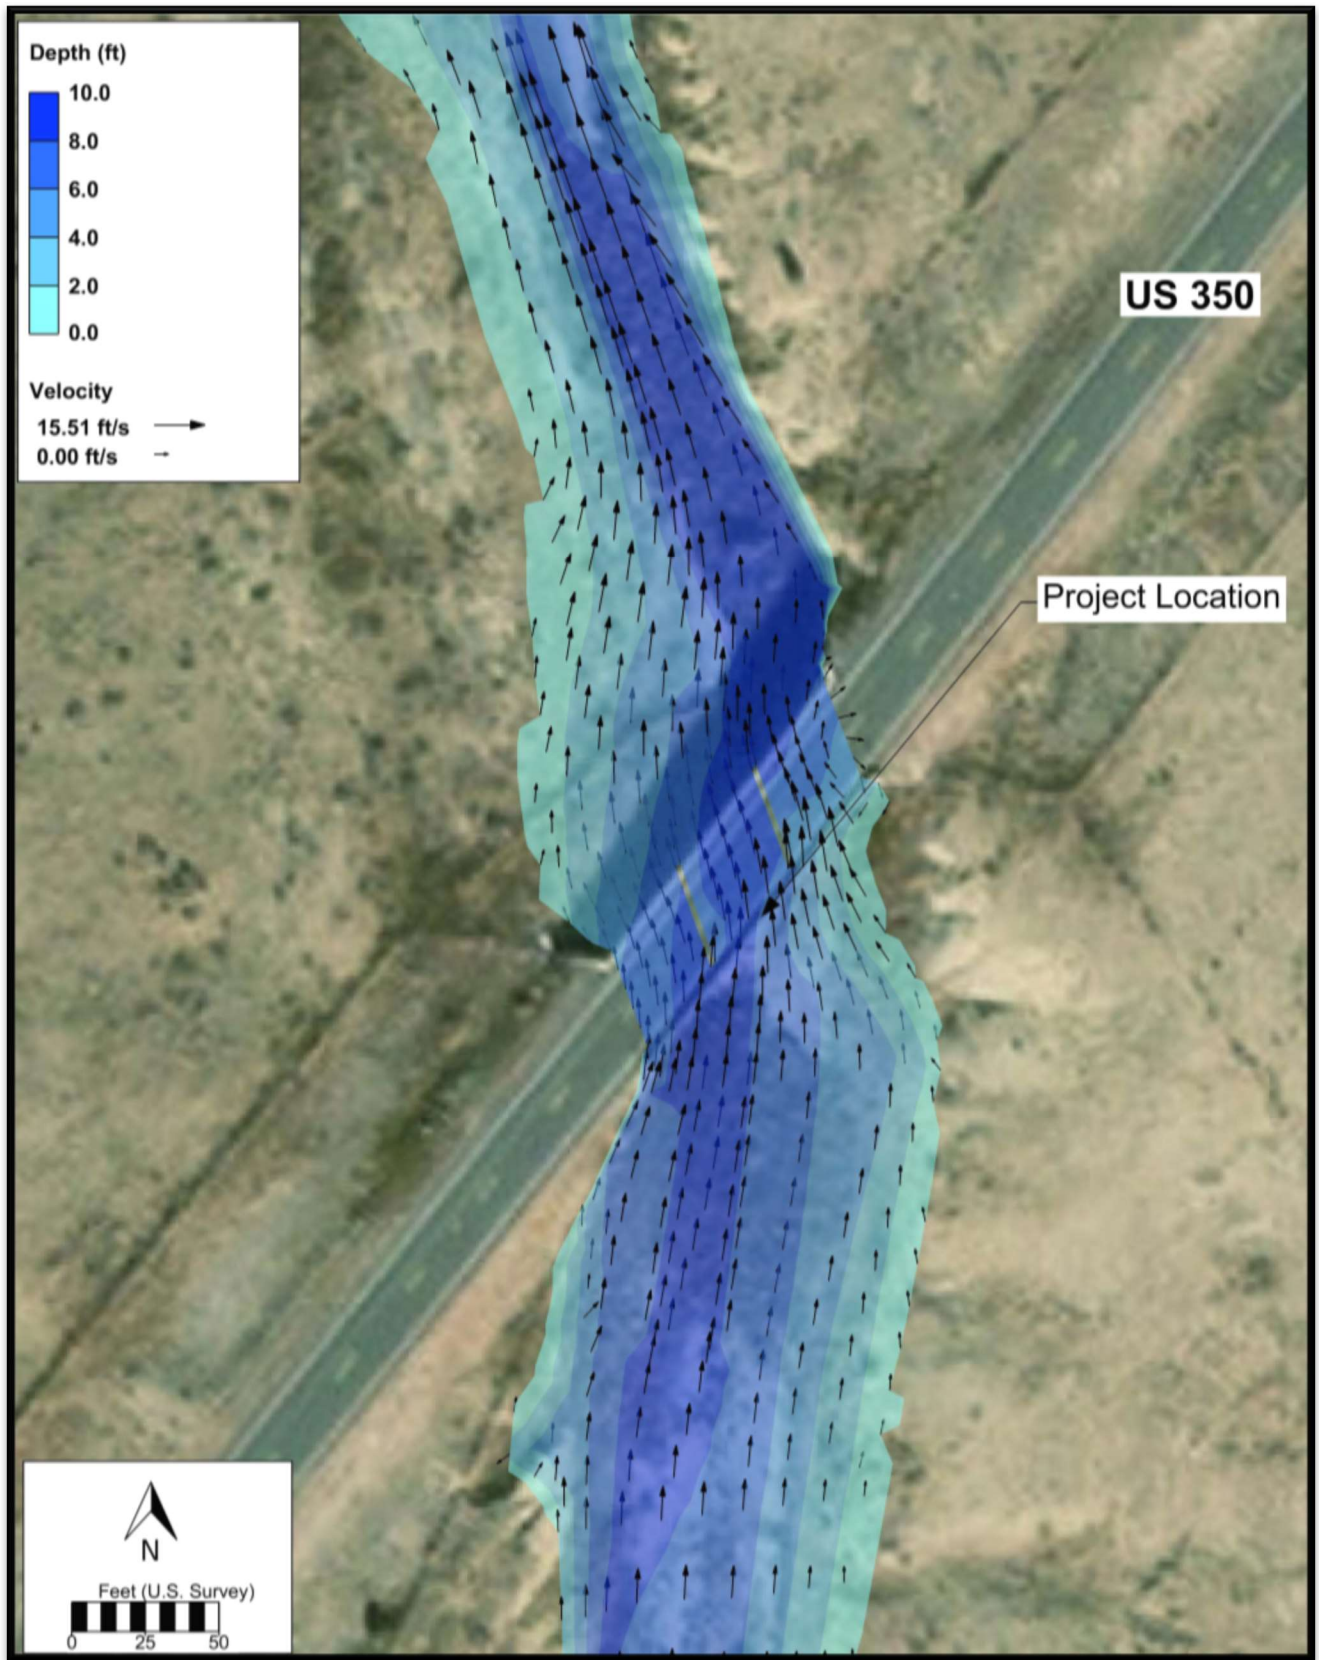 Depth (ft)
10.0
8.0
6.0
4.0
2.0
0.0
Velocity
15.51 ft/s
0.00 ft/s
US 350
Project Location
N
Feet (U.S. Survey)
0 25 50